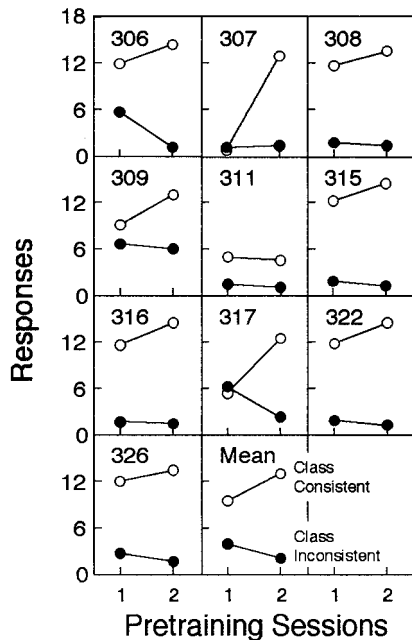 18
306
307
308
12
6
0
309
311
315
12
6
0
Responses
316
317
322
12
6
0
326
Mean
Class
Consistent
12
6
Class
Inconsistent
0
1 2 1 2 1 2
Pretraining Sessions